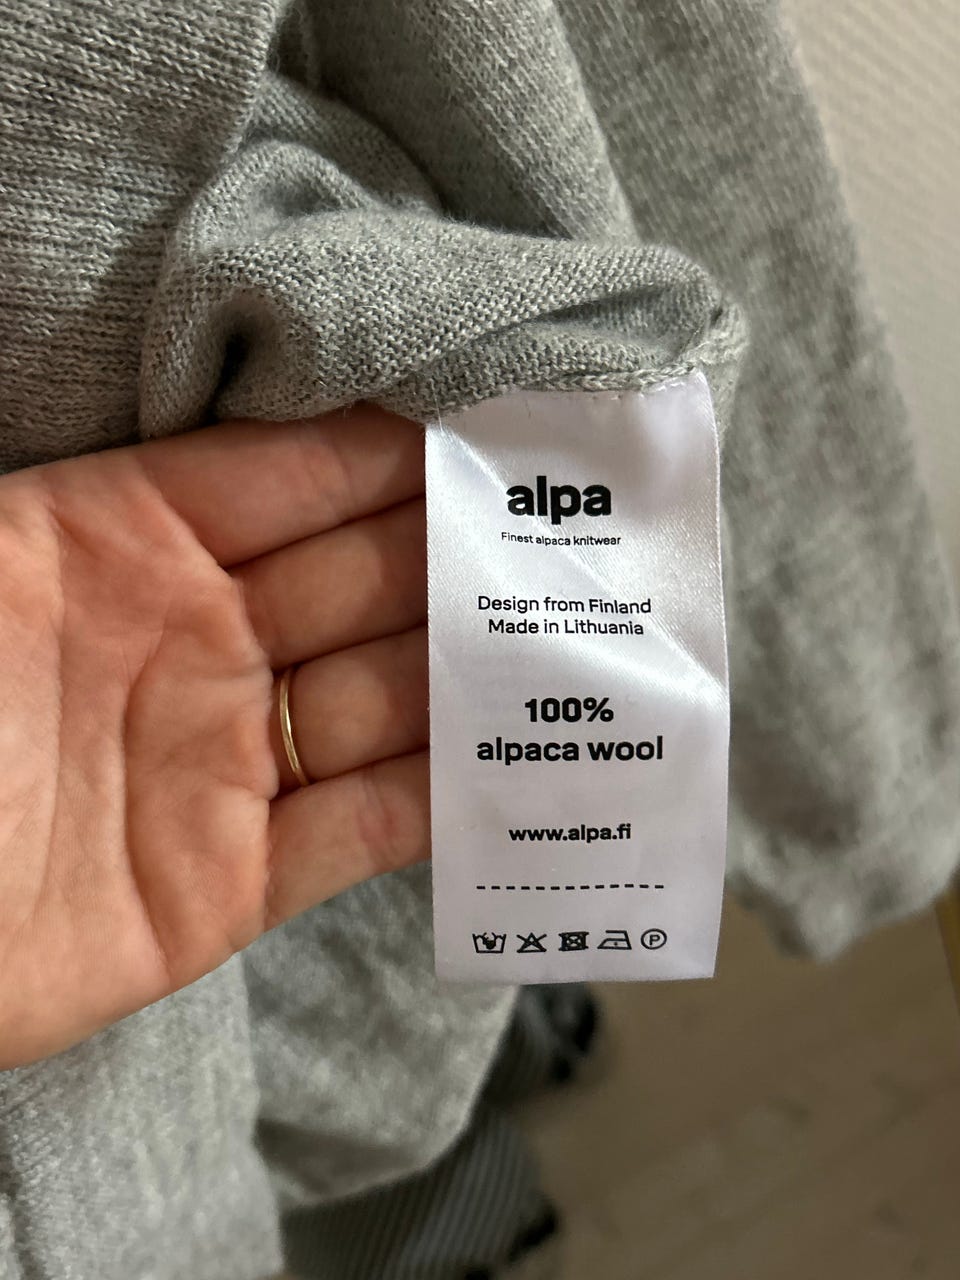 alpa
Finest alpaca knitwear
Design from Finland
Made in Lithuania
100%
alpaca wool
www.alpa.fi
P